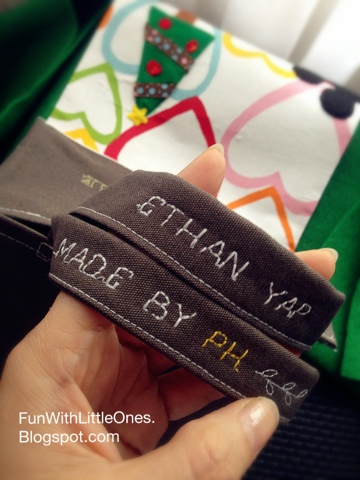 ETHAN YAP
MADE BY PH
FunWithLittleOnes.
Blogspot.com